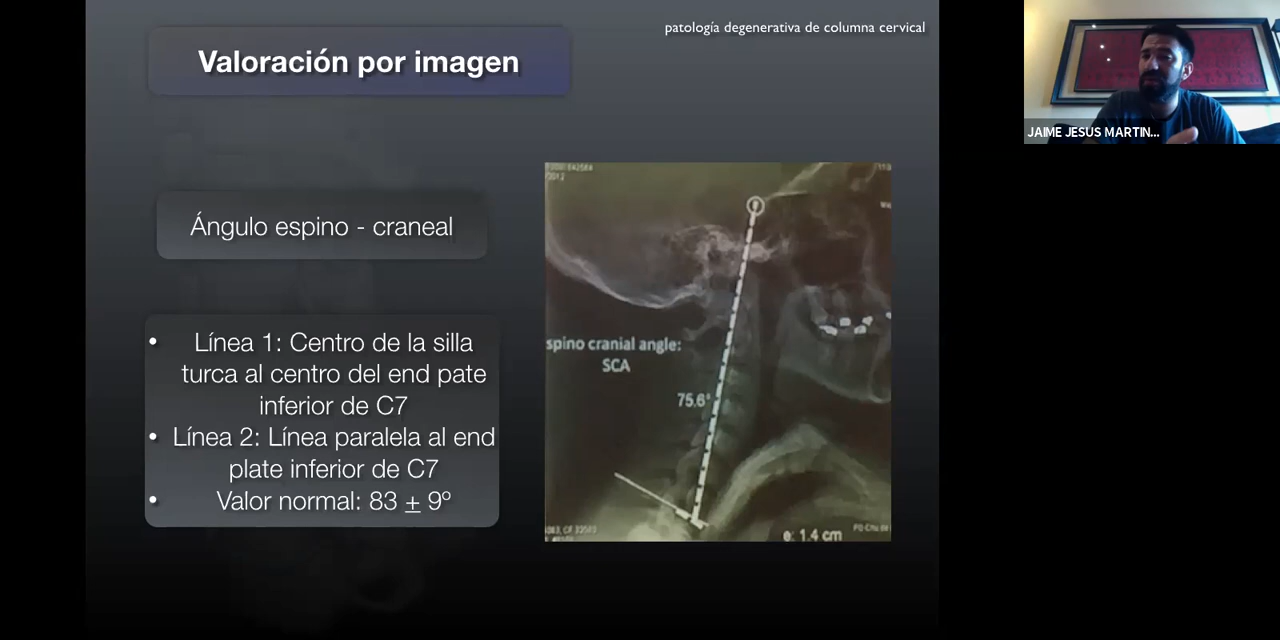 patología degenerativa de columna cervical
Valoración por imagen
JAIME JESUS MARTIN...
Ángulo espino - craneal
• Línea 1: Centro de la silla
turca al centro del end pate
inferior de C7
• Línea 2: Línea paralela al end
plate inferior de C7
• Valor normal: 83 ± 9º
2012
spino cranial angle:
SCA
75.6°
e: 1.4 cm